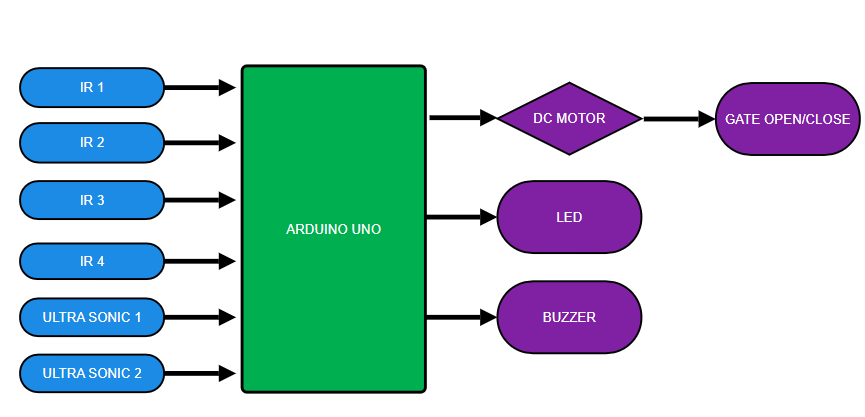 IR 1
IR 2
IR 3
IR 4
ULTRA SONIC 1
ULTRA SONIC 2
ARDUINO UNO
DC MOTOR
GATE OPEN/CLOSE
LED
BUZZER